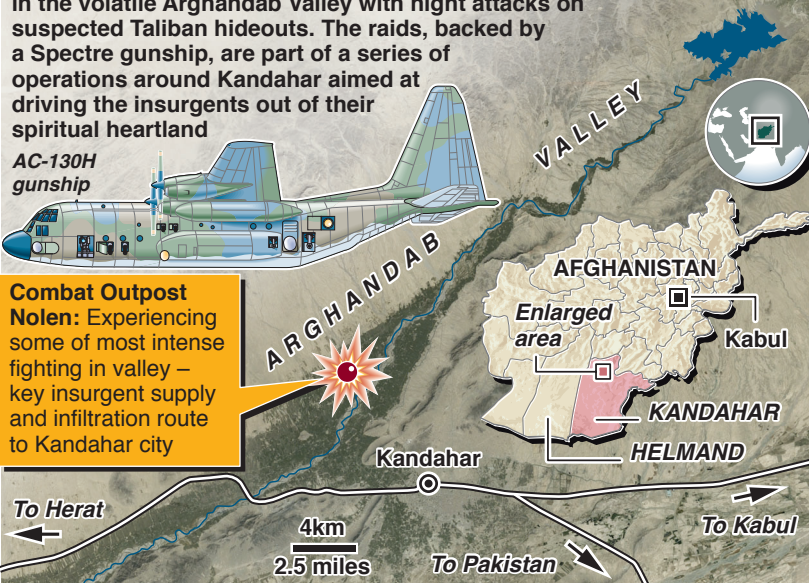 in the volatile Arghandab Valley with night attacks on
suspected Taliban hideouts. The raids, backed by
a Spectre gunship, are part of a series of
operations around Kandahar aimed at
driving the insurgents out of their
spiritual heartland
AC-130H
gunship
ARGHANDAB VALLEY
Combat Outpost
Nolen: Experiencing
some of most intense
fighting in valley –
key insurgent supply
and infiltration route
to Kandahar city
AFGHANISTAN
Enlarged
area
Kabul
KANDAHAR
HELMAND
Kandahar
To Herat
4km
2.5 miles
To Pakistan
To Kabul